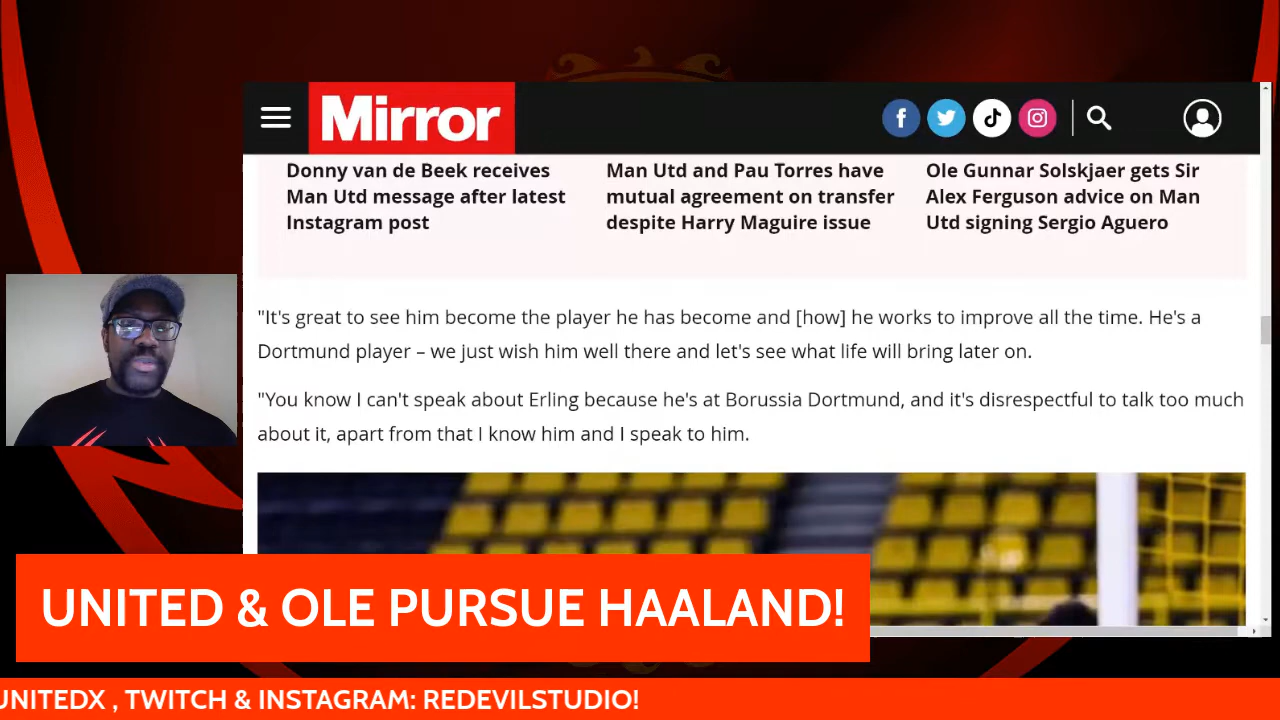 Mirror
Donny van de Beek receives
Man Utd message after latest
Instagram post
Man Utd and Pau Torres have
mutual agreement on transfer
despite Harry Maguire issue
Ole Gunnar Solskjaer gets Sir
Alex Ferguson advice on Man
Utd signing Sergio Aguero
"It's great to see him become the player he has become and [how] he works to improve all the time. He's a
Dortmund player – we just wish him well there and let's see what life will bring later on.
"You know I can't speak about Erling because he's at Borussia Dortmund, and it's disrespectful to talk too much
about it, apart from that I know him and I speak to him.
UNITED & OLE PURSUE HAALAND!
UNITEDX , TWITCH & INSTAGRAM: REDEVILSTUDIO!